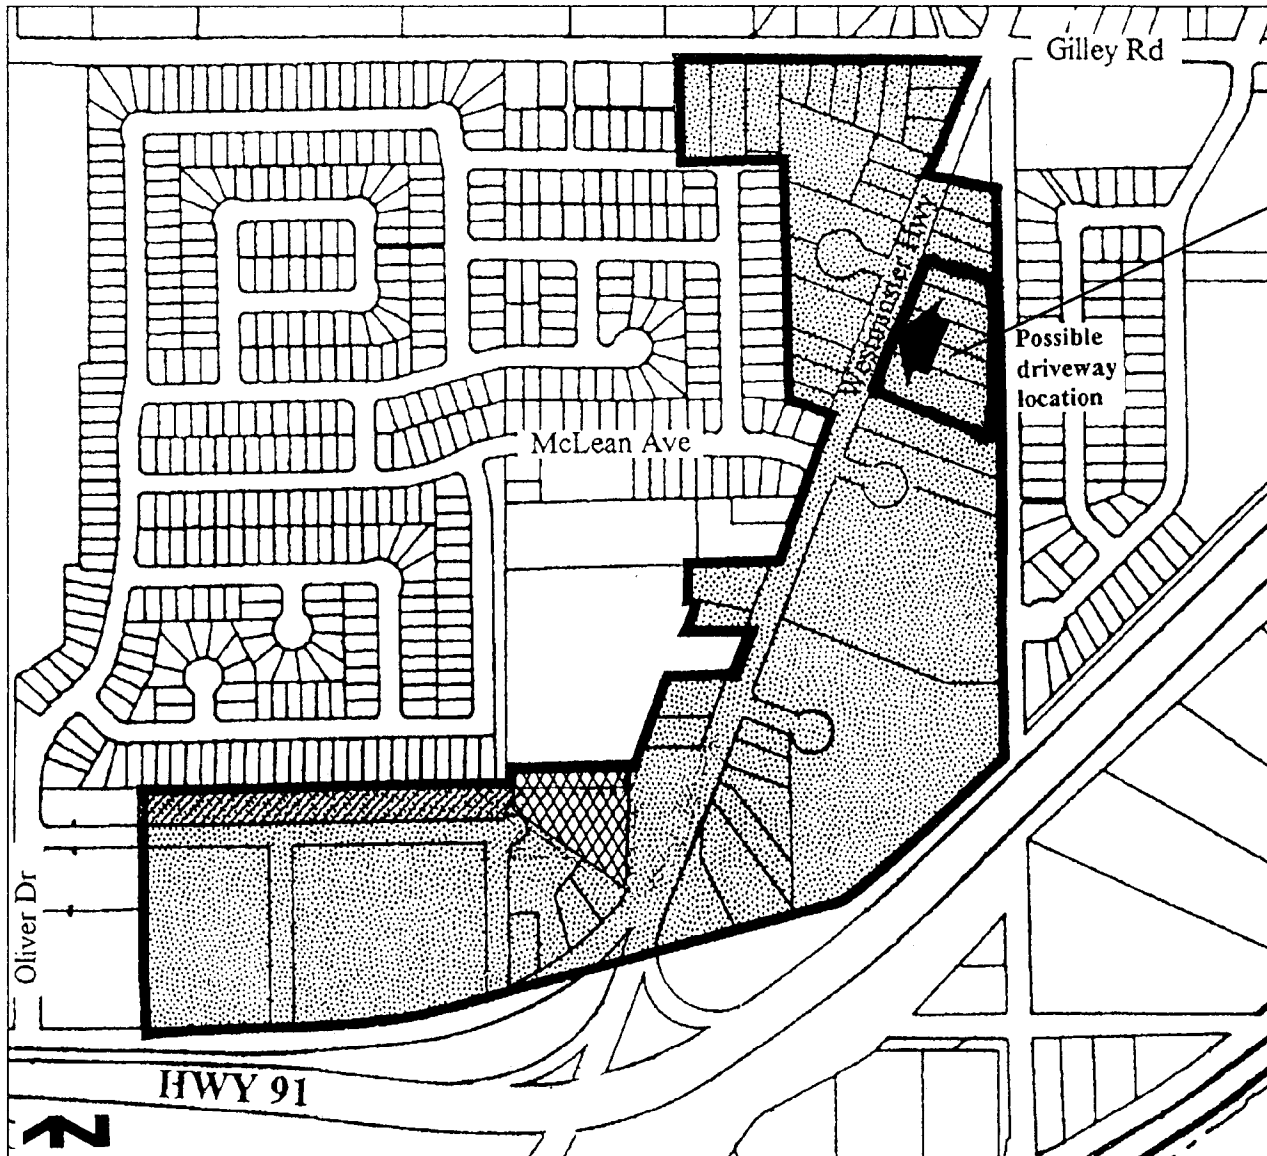 Gilley Rd
Westminster Hwy
Possible
driveway
location
McLean Ave
Oliver Dr
HWY 91
N